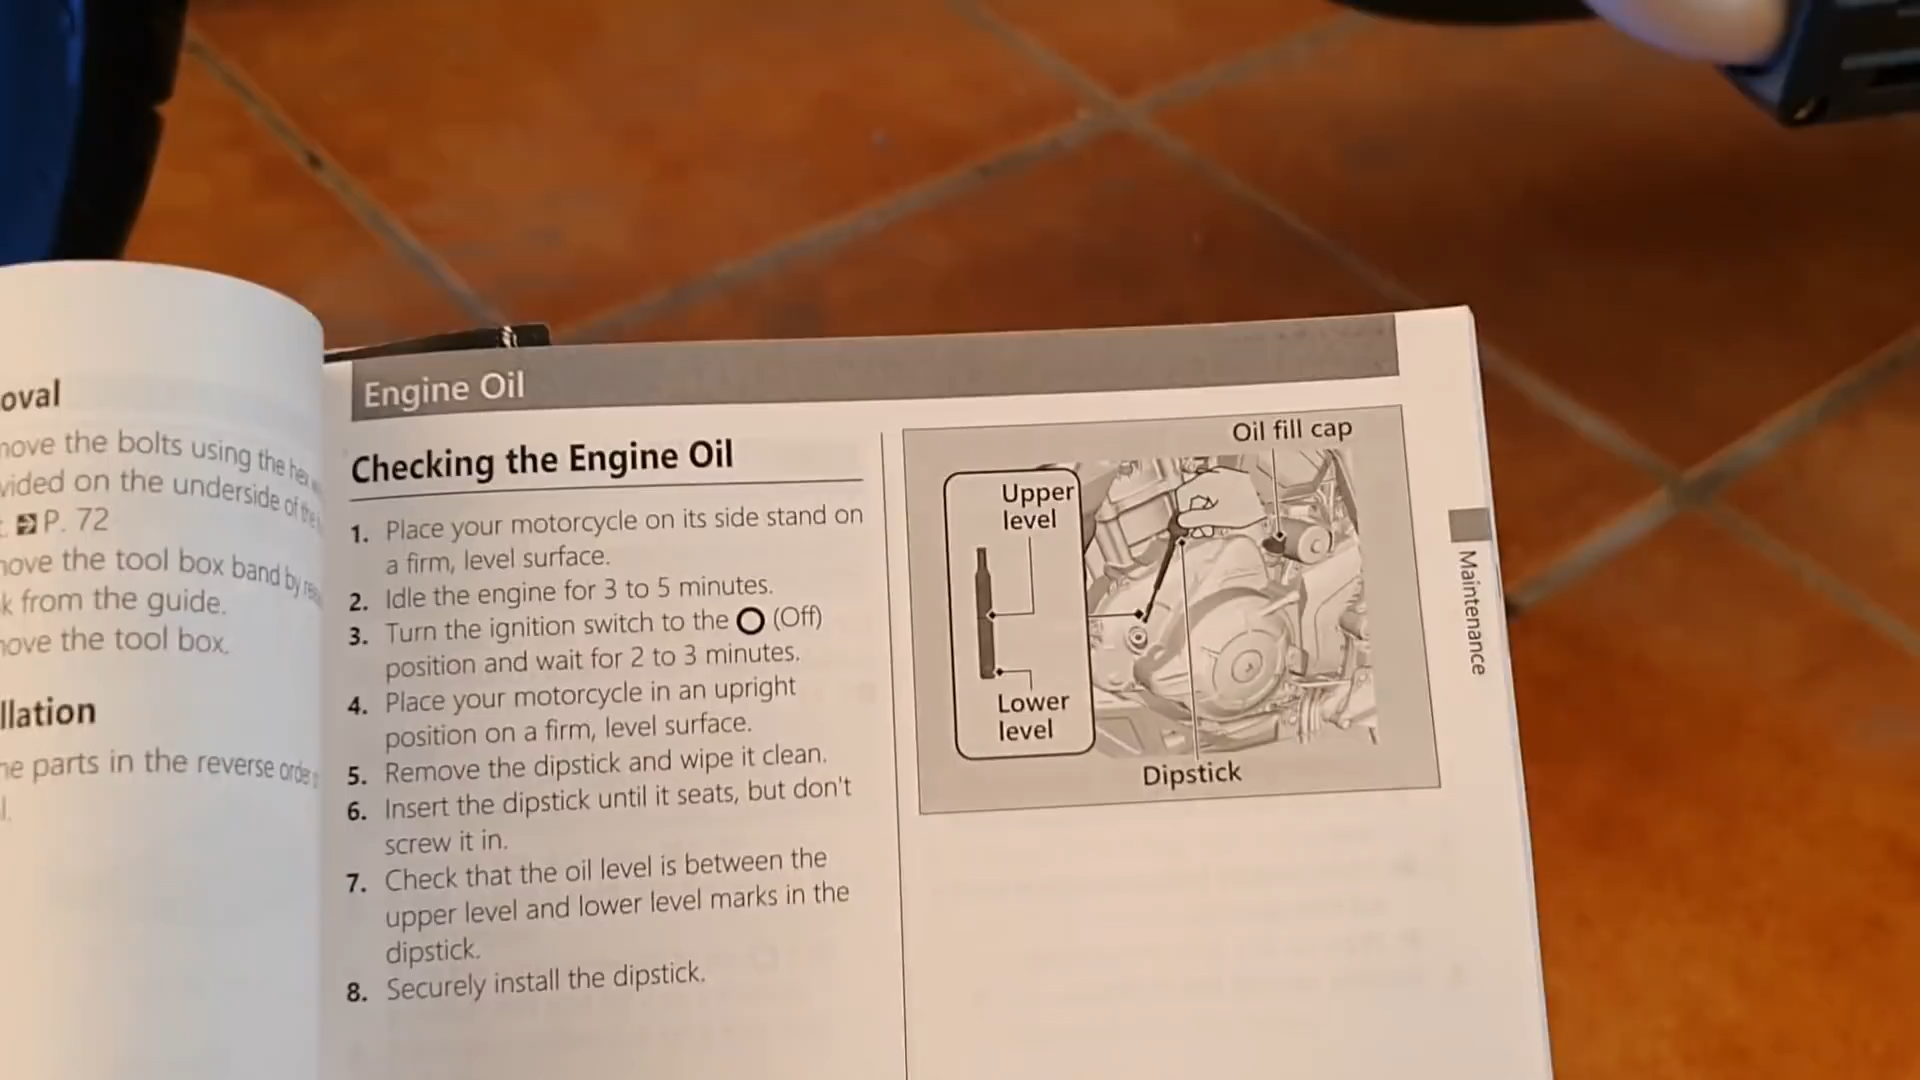 oval
move the bolts using the
vided on the underside of the
P. 72
move the tool box band by
k from the guide.
move the tool box.
llation
he parts in the reverse order
l.
Engine Oil
Checking the Engine Oil
1. Place your motorcycle on its side stand on
a firm, level surface.
2. Idle the engine for 3 to 5 minutes.
3. Turn the ignition switch to the O (Off)
position and wait for 2 to 3 minutes.
4. Place your motorcycle in an upright
position on a firm, level surface.
5. Remove the dipstick and wipe it clean.
6. Insert the dipstick until it seats, but don't
screw it in.
7. Check that the oil level is between the
upper level and lower level marks in the
dipstick.
8. Securely install the dipstick.
Oil fill cap
Upper
level
Lower
level
Dipstick
Maintenance